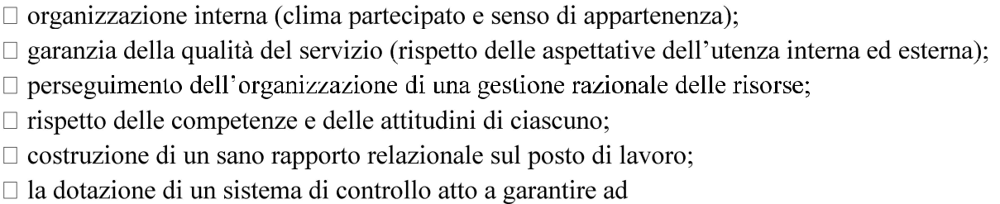 □ organizzazione interna (clima partecipato e senso di appartenenza);
□ garanzia della qualità del servizio (rispetto delle aspettative dell’utenza interna ed esterna);
□ perseguimento dell’organizzazione di una gestione razionale delle risorse;
□ rispetto delle competenze e delle attitudini di ciascuno;
□ costruzione di un sano rapporto relazionale sul posto di lavoro;
□ la dotazione di un sistema di controllo atto a garantire ad